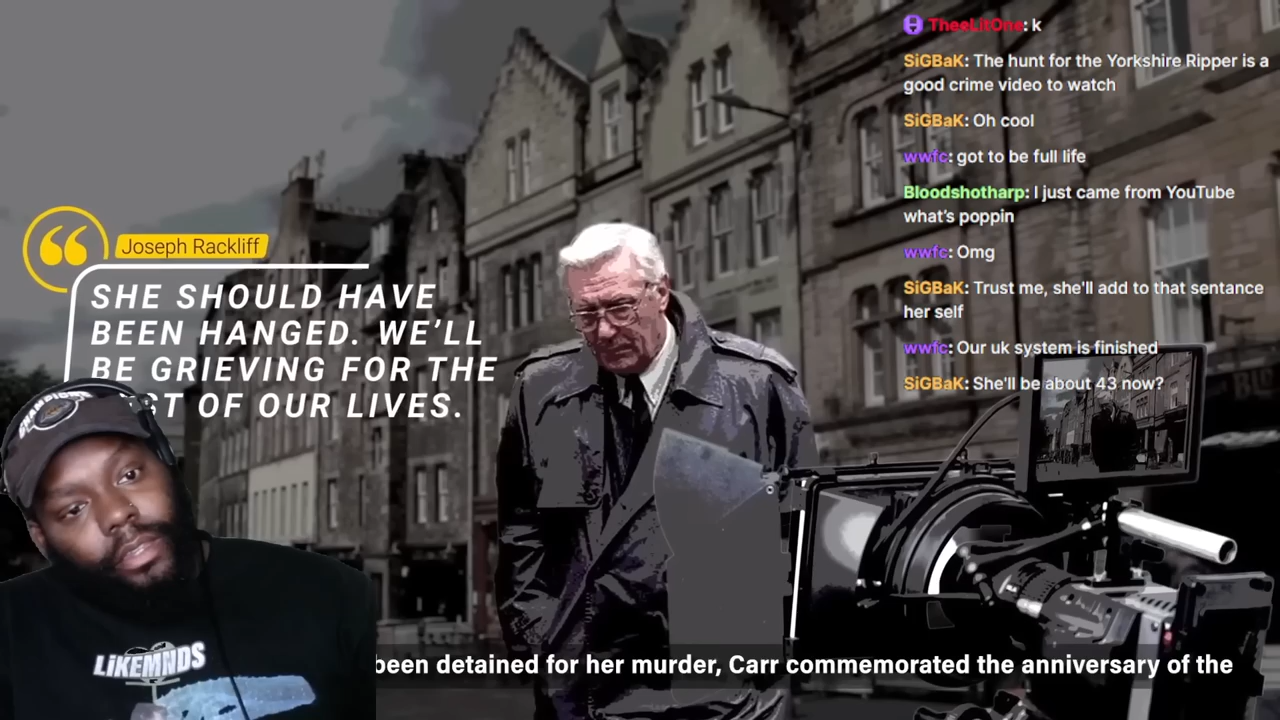 TheeLitOne: k
SiGBaK: The hunt for the Yorkshire Ripper is a
good crime video to watch
SiGBaK: Oh cool
wwfc: got to be full life
Bloodshotharp: I just came from YouTube
what's poppin
wwfc: Omg
SiGBaK: Trust me, she'll add to that sentance
her self
wwfc: Our uk system is finished
SiGBaK: She'll be about 43 now?
Joseph Rackliff
SHE SHOULD HAVE
BEEN HANGED. WE'LL
BE GRIEVING FOR THE
OF OUR LIVES.
CHAMPIONS
LiKEMNDS
been detained for her murder, Carr commemorated the anniversary of the